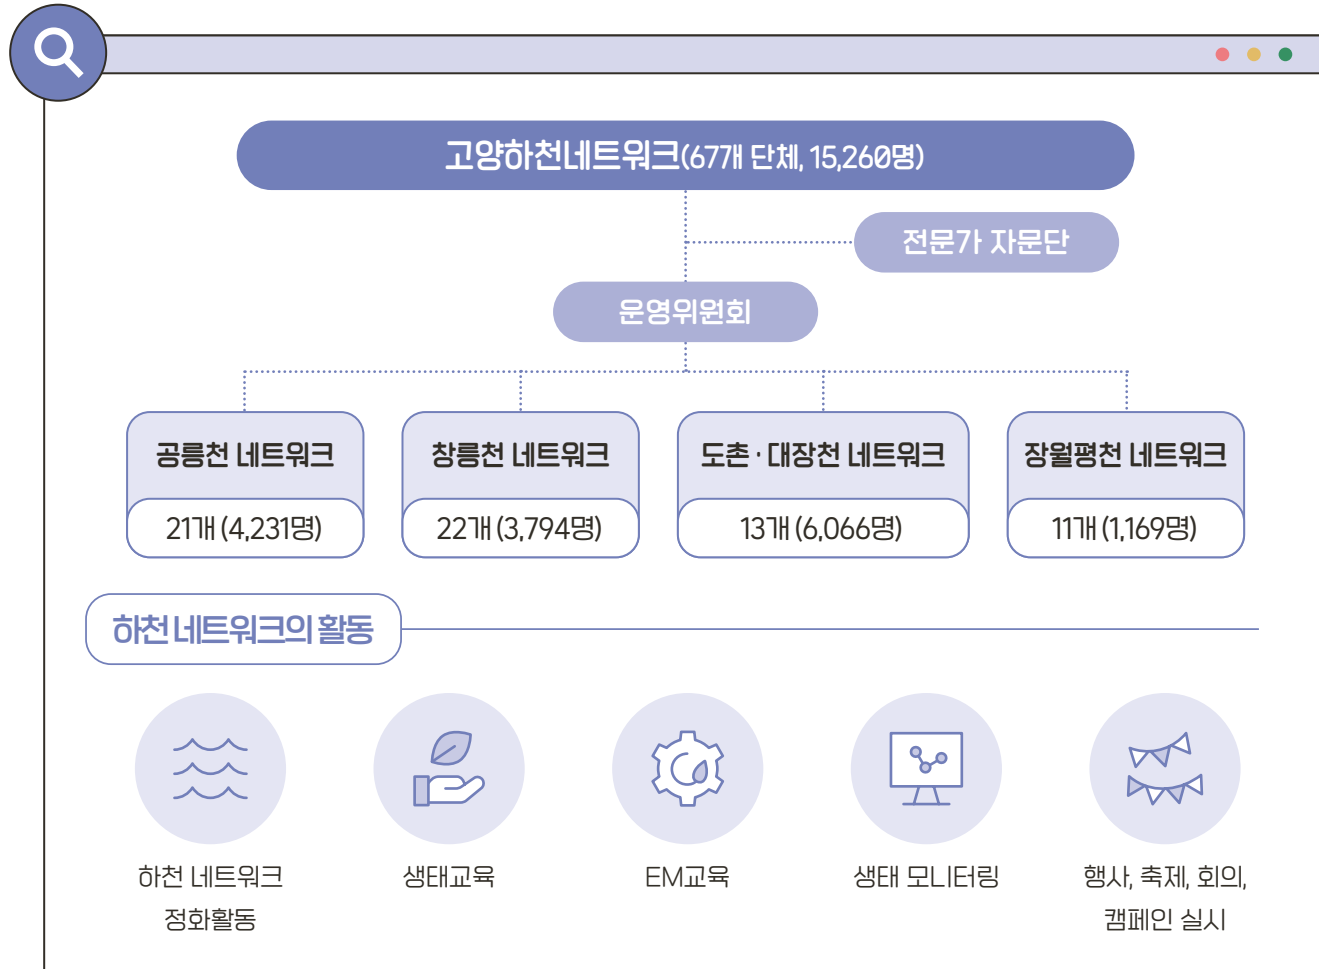 고양하천네트워크(67개 단체, 15,260명)
전문가 자문단
운영위원회
공릉천 네트워크
21개 (4,231명)
창릉천 네트워크
22개 (3,794명)
도촌·대장천 네트워크
13개 (6,066명)
장월평천 네트워크
11개 (1,169명)
하천 네트워크의 활동
하천 네트워크
정화활동
생태교육
EM교육
생태 모니터링
행사, 축제, 회의,
캠페인 실시